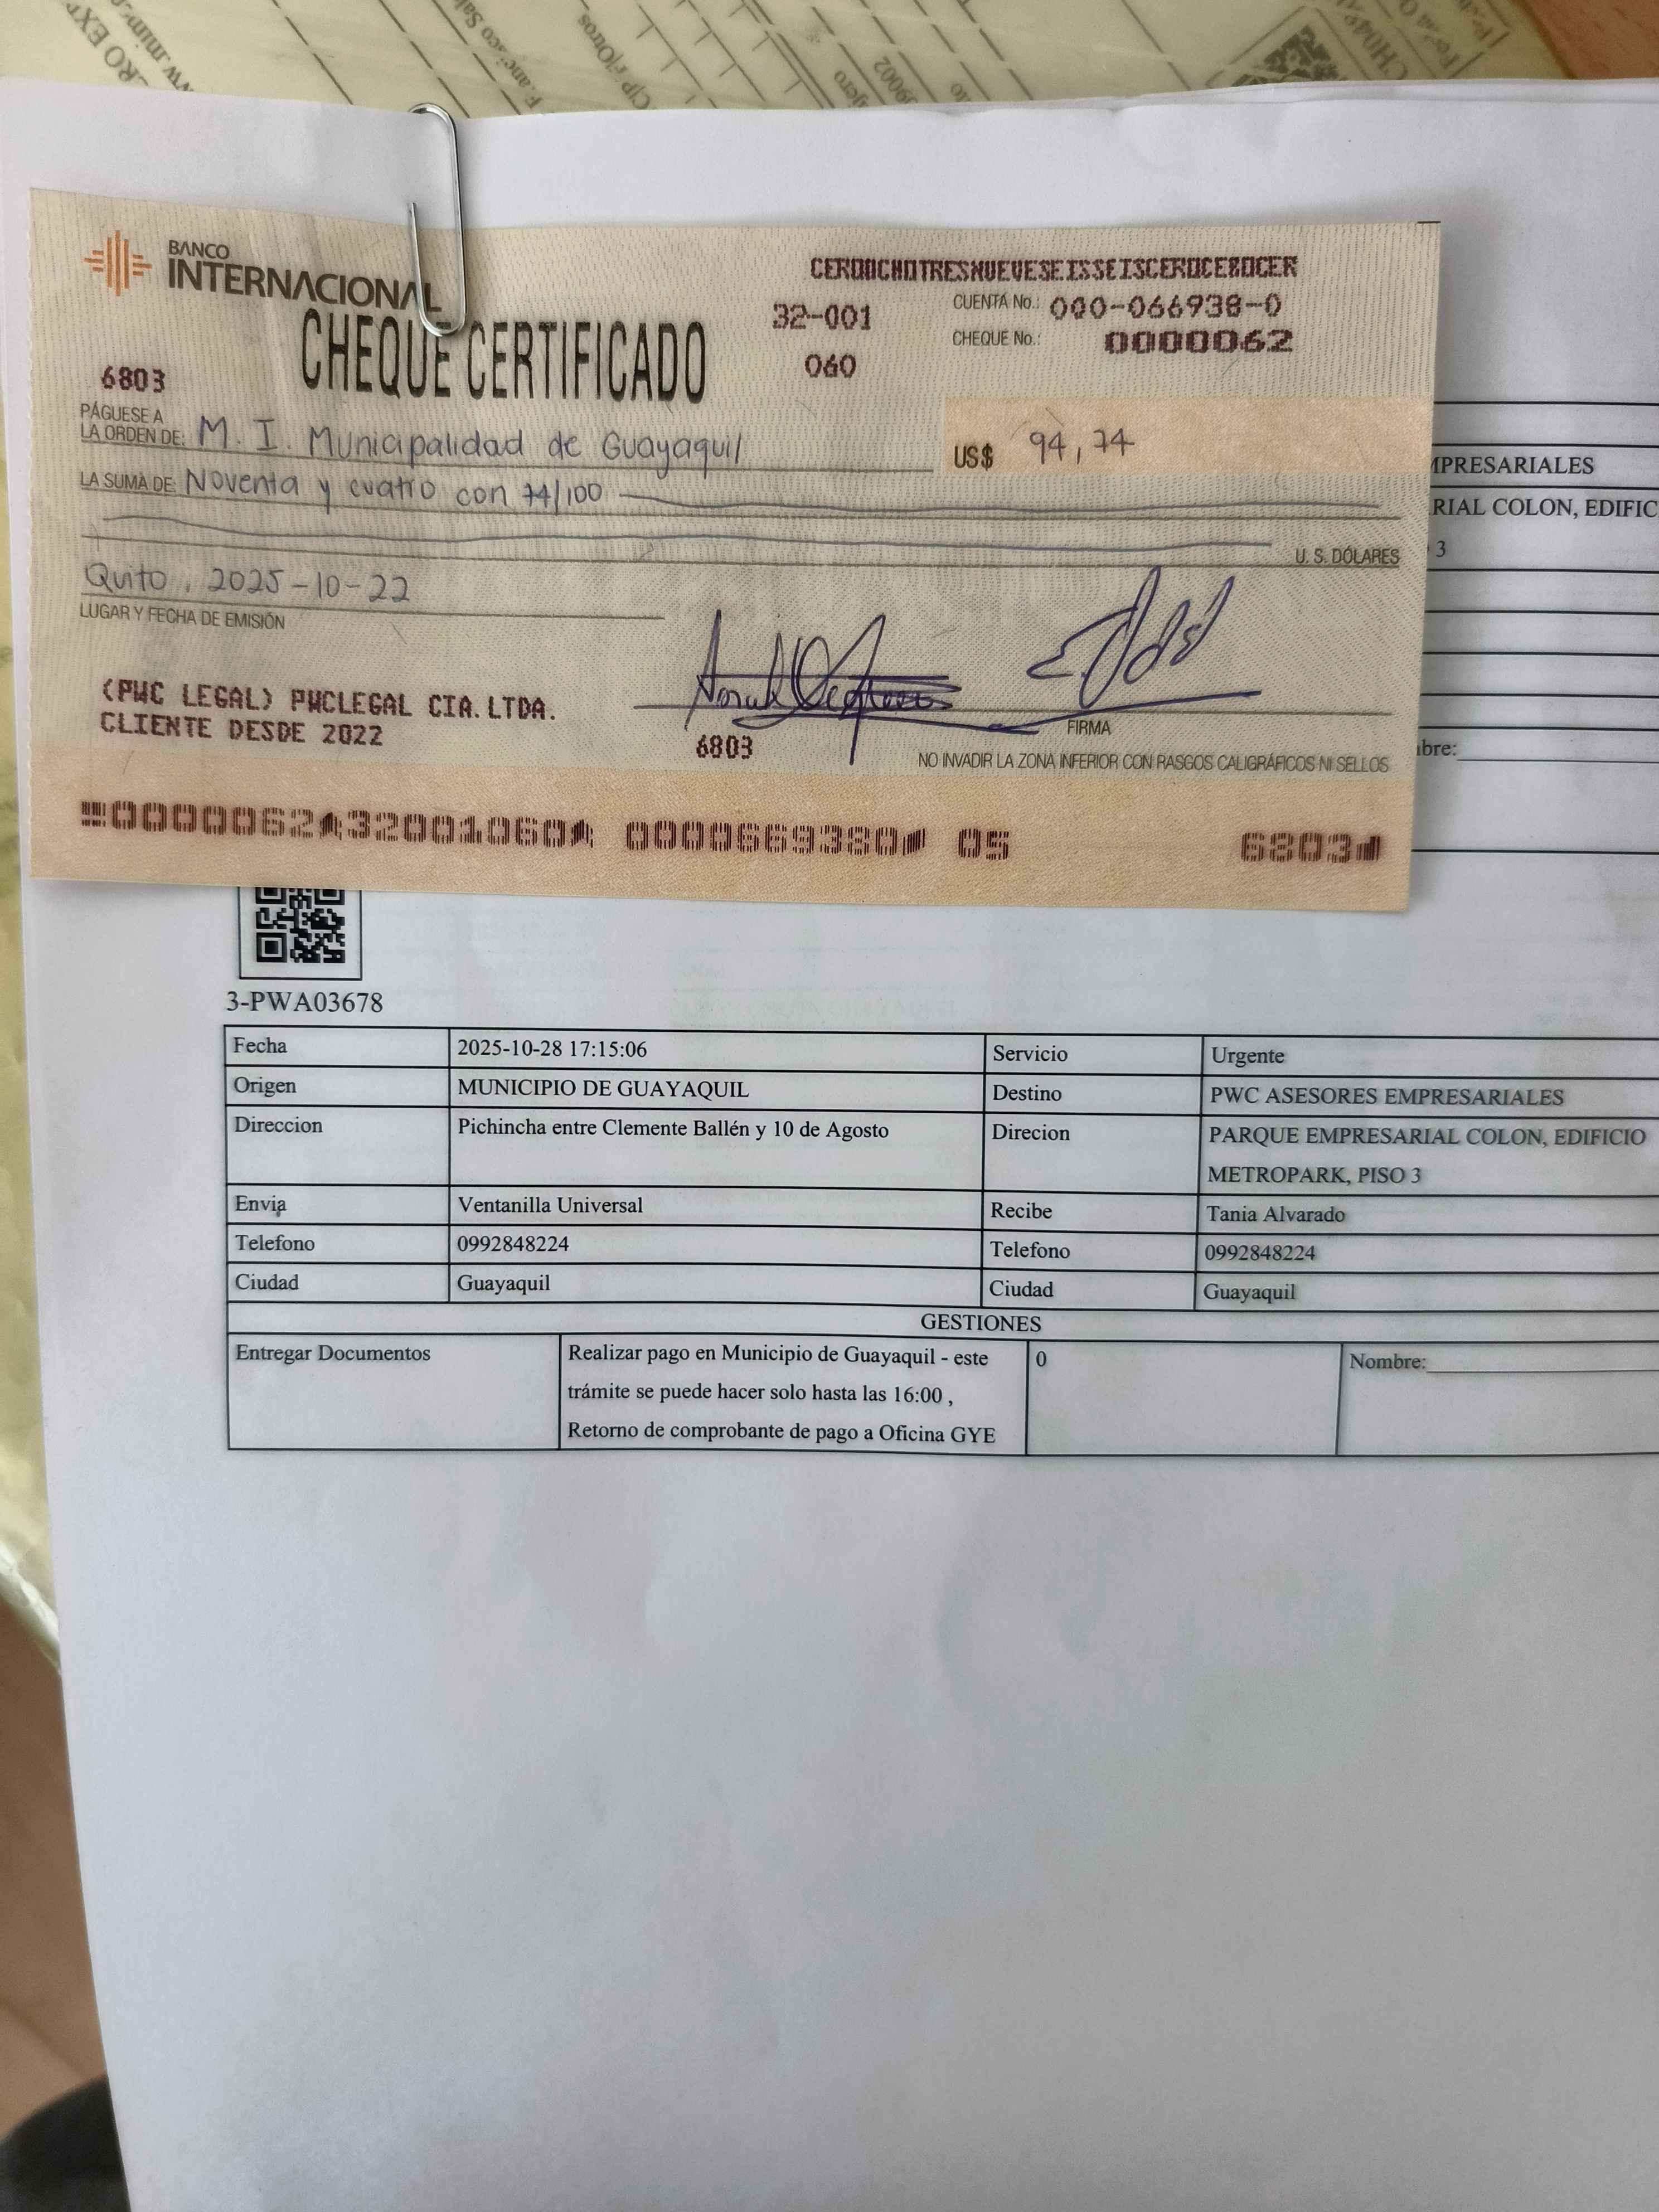 BANCO
INTERNACIONAL
CHEQUE CERTIFICADO
6803
32-001
060
CEROOCHOTRESNUEVESEISSEISCEROCEROCER
CUENTA No.: 000-066938-0
CHEQUE No.: 0000062
PÁGUESE A
LA ORDEN DE: M. I. Municipalidad de Guayaquil
US$ 94,74
LA SUMA DE: Noventa y cuatro con 74/100
U. S. DÓLARES
Quito, 2025-10-22
LUGAR Y FECHA DE EMISIÓN
(PWC LEGAL) PWCLEGAL CIA.LTDA.
CLIENTE DESDE 2022
6803
FIRMA
NO INVADIR LA ZONA INFERIOR CON RASGOS CALIGRÁFICOS NI SELLOS
0000062 32001060 0000669380 05 6803
MPRESARIALES
RIAL COLON, EDIFIC
3
bre:
3-PWA03678
Fecha 2025-10-28 17:15:06 Servicio Urgente
Origen MUNICIPIO DE GUAYAQUIL Destino PWC ASESORES EMPRESARIALES
Direccion Pichincha entre Clemente Ballén y 10 de Agosto Direcion PARQUE EMPRESARIAL COLON, EDIFICIO
METROPARK, PISO 3
Envia Ventanilla Universal Recibe Tania Alvarado
Telefono 0992848224 Telefono 0992848224
Ciudad Guayaquil Ciudad Guayaquil
GESTIONES
Entregar Documentos Realizar pago en Municipio de Guayaquil - este 0 Nombre:
trámite se puede hacer solo hasta las 16:00 ,
Retorno de comprobante de pago a Oficina GYE